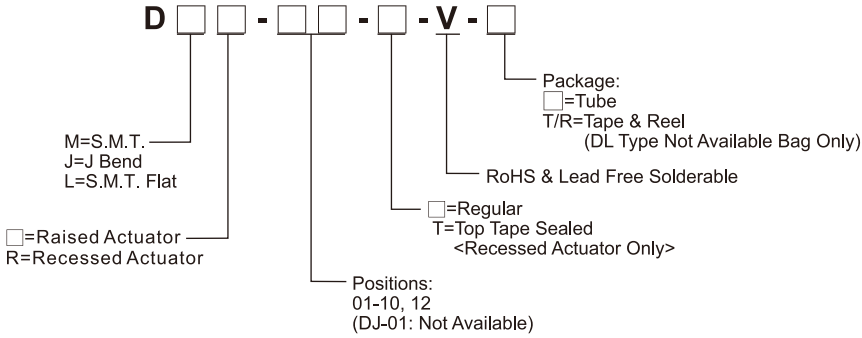 D□□-□□-□-V-□
Package:
□=Tube
T/R=Tape & Reel
(DL Type Not Available Bag Only)
M=S.M.T.
J=J Bend
L=S.M.T. Flat
RoHS & Lead Free Solderable
□=Regular
T=Top Tape Sealed
<Recessed Actuator Only>
□=Raised Actuator
R=Recessed Actuator
Positions:
01-10, 12
(DJ-01: Not Available)